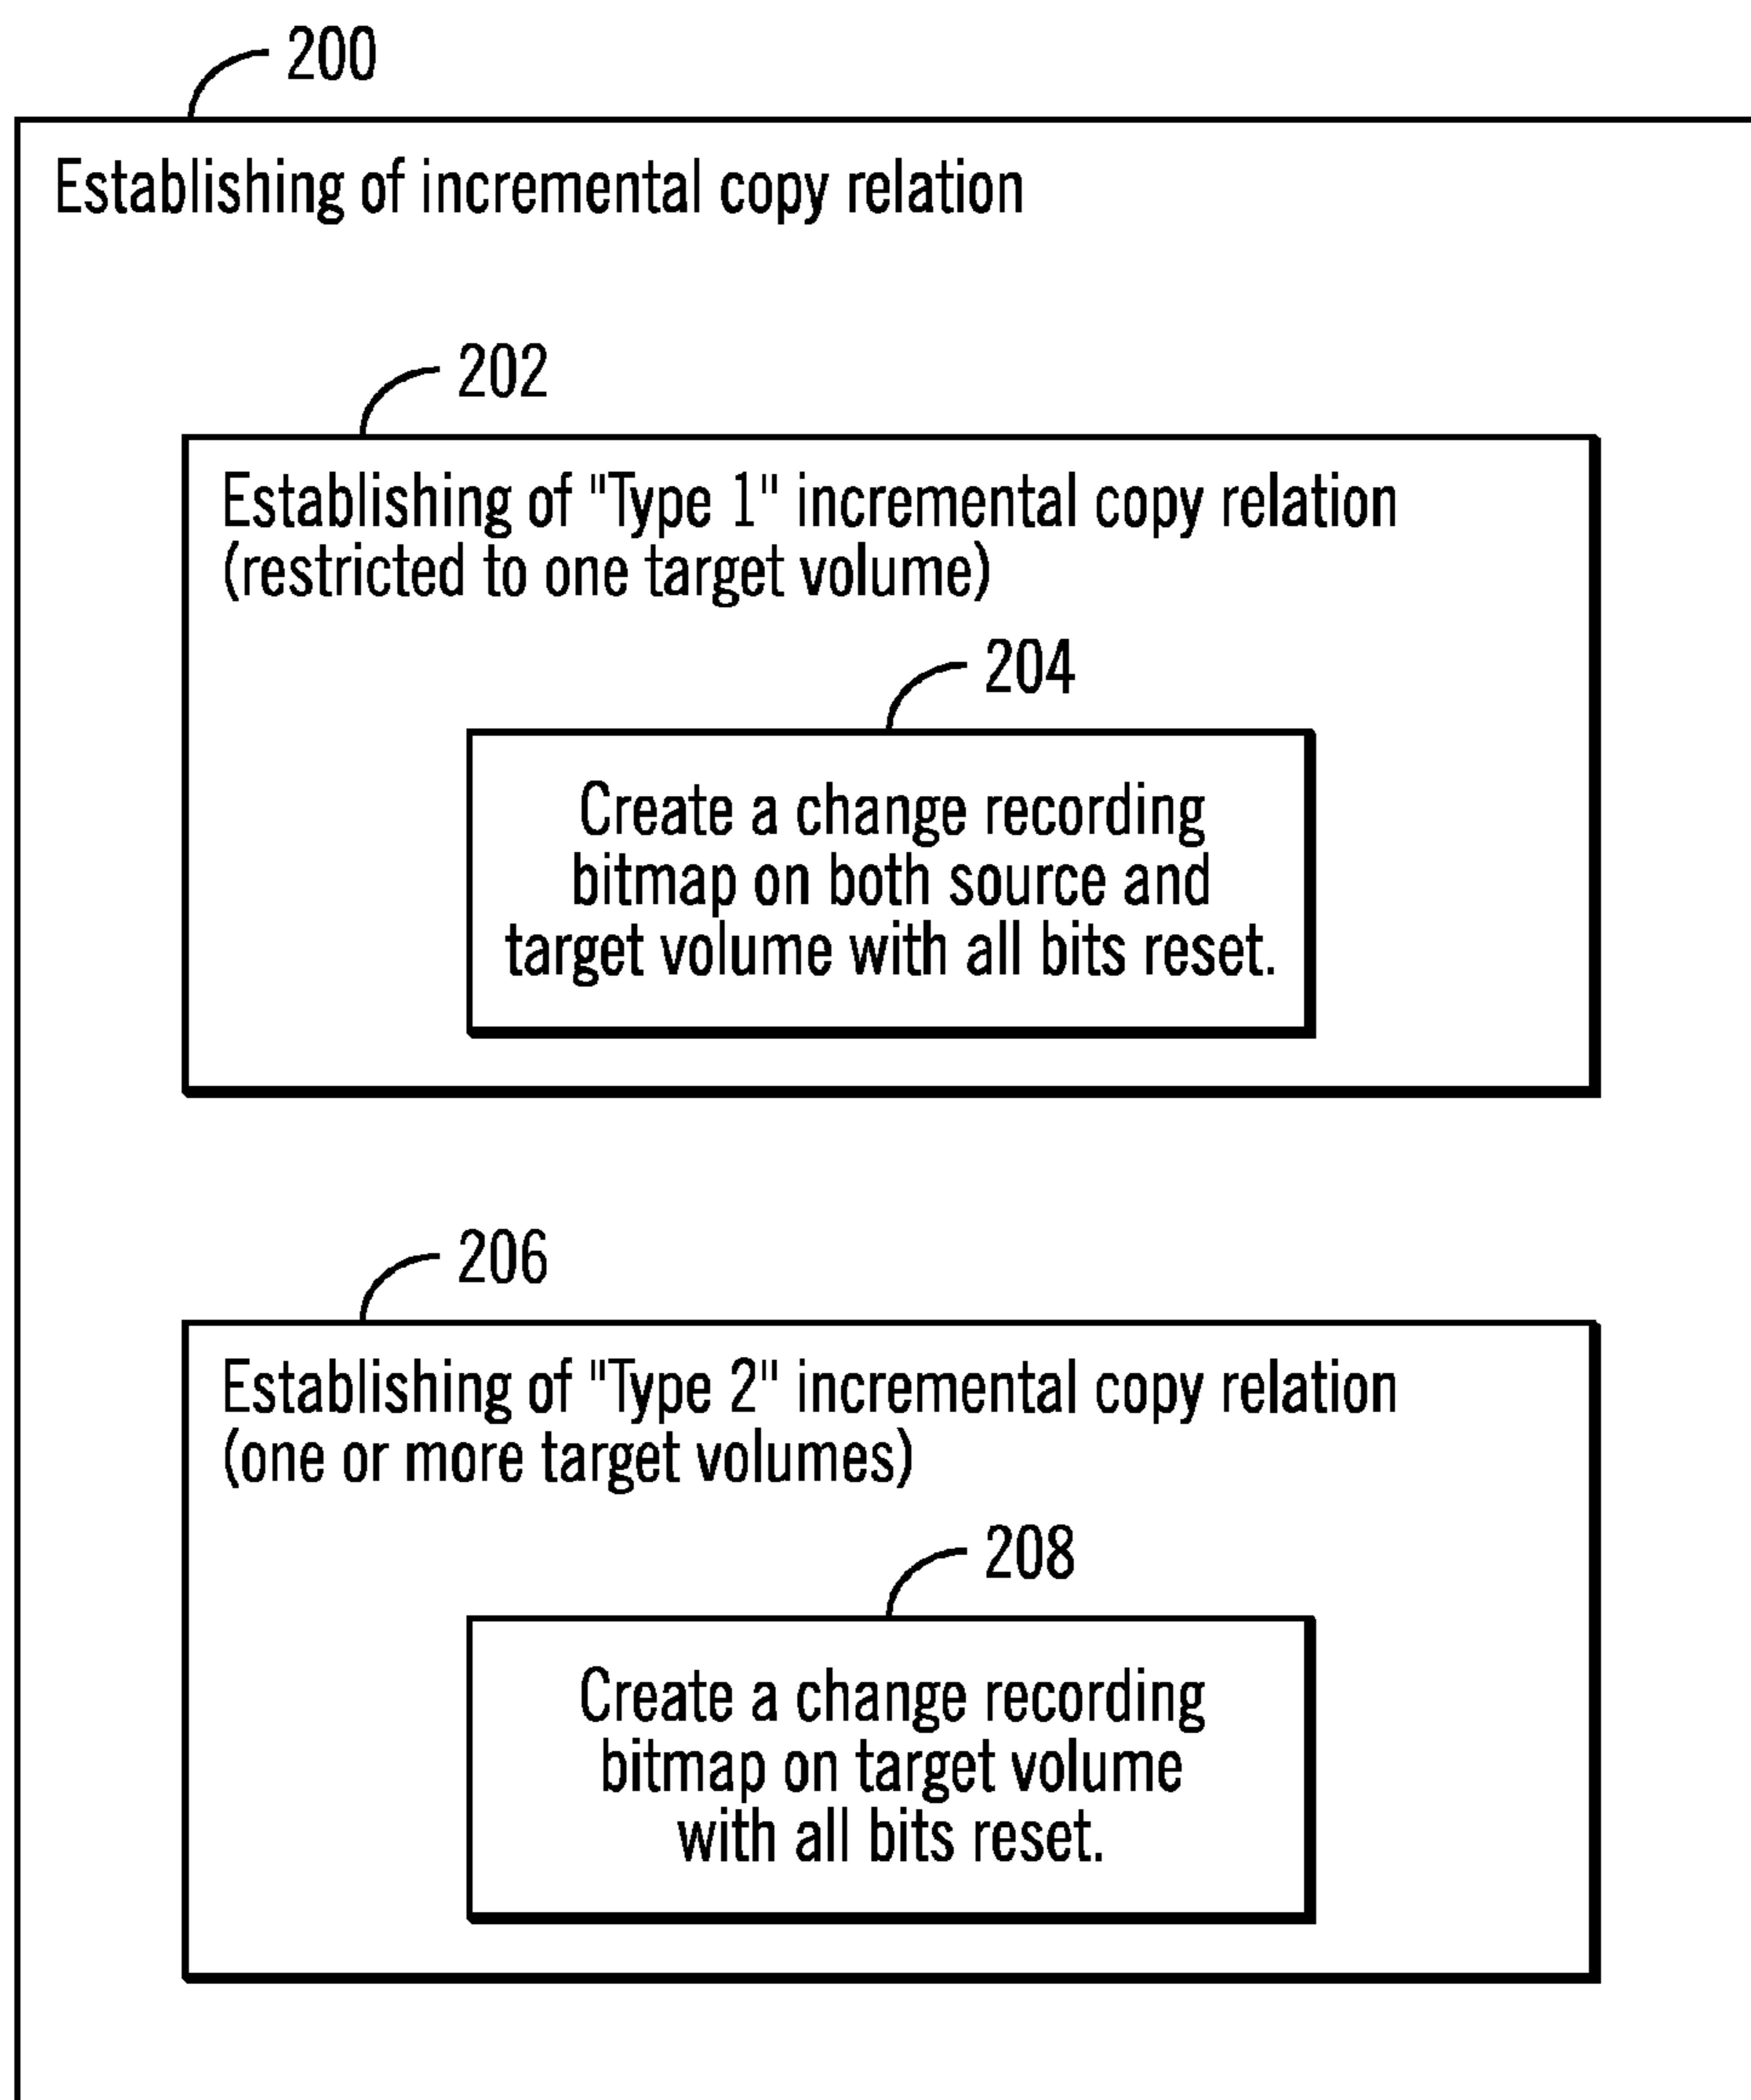 200
Establishing of incremental copy relation
202
Establishing of "Type 1" incremental copy relation
(restricted to one target volume)
204
Create a change recording
bitmap on both source and
target volume with all bits reset.
206
Establishing of "Type 2" incremental copy relation
(one or more target volumes)
208
Create a change recording
bitmap on target volume
with all bits reset.